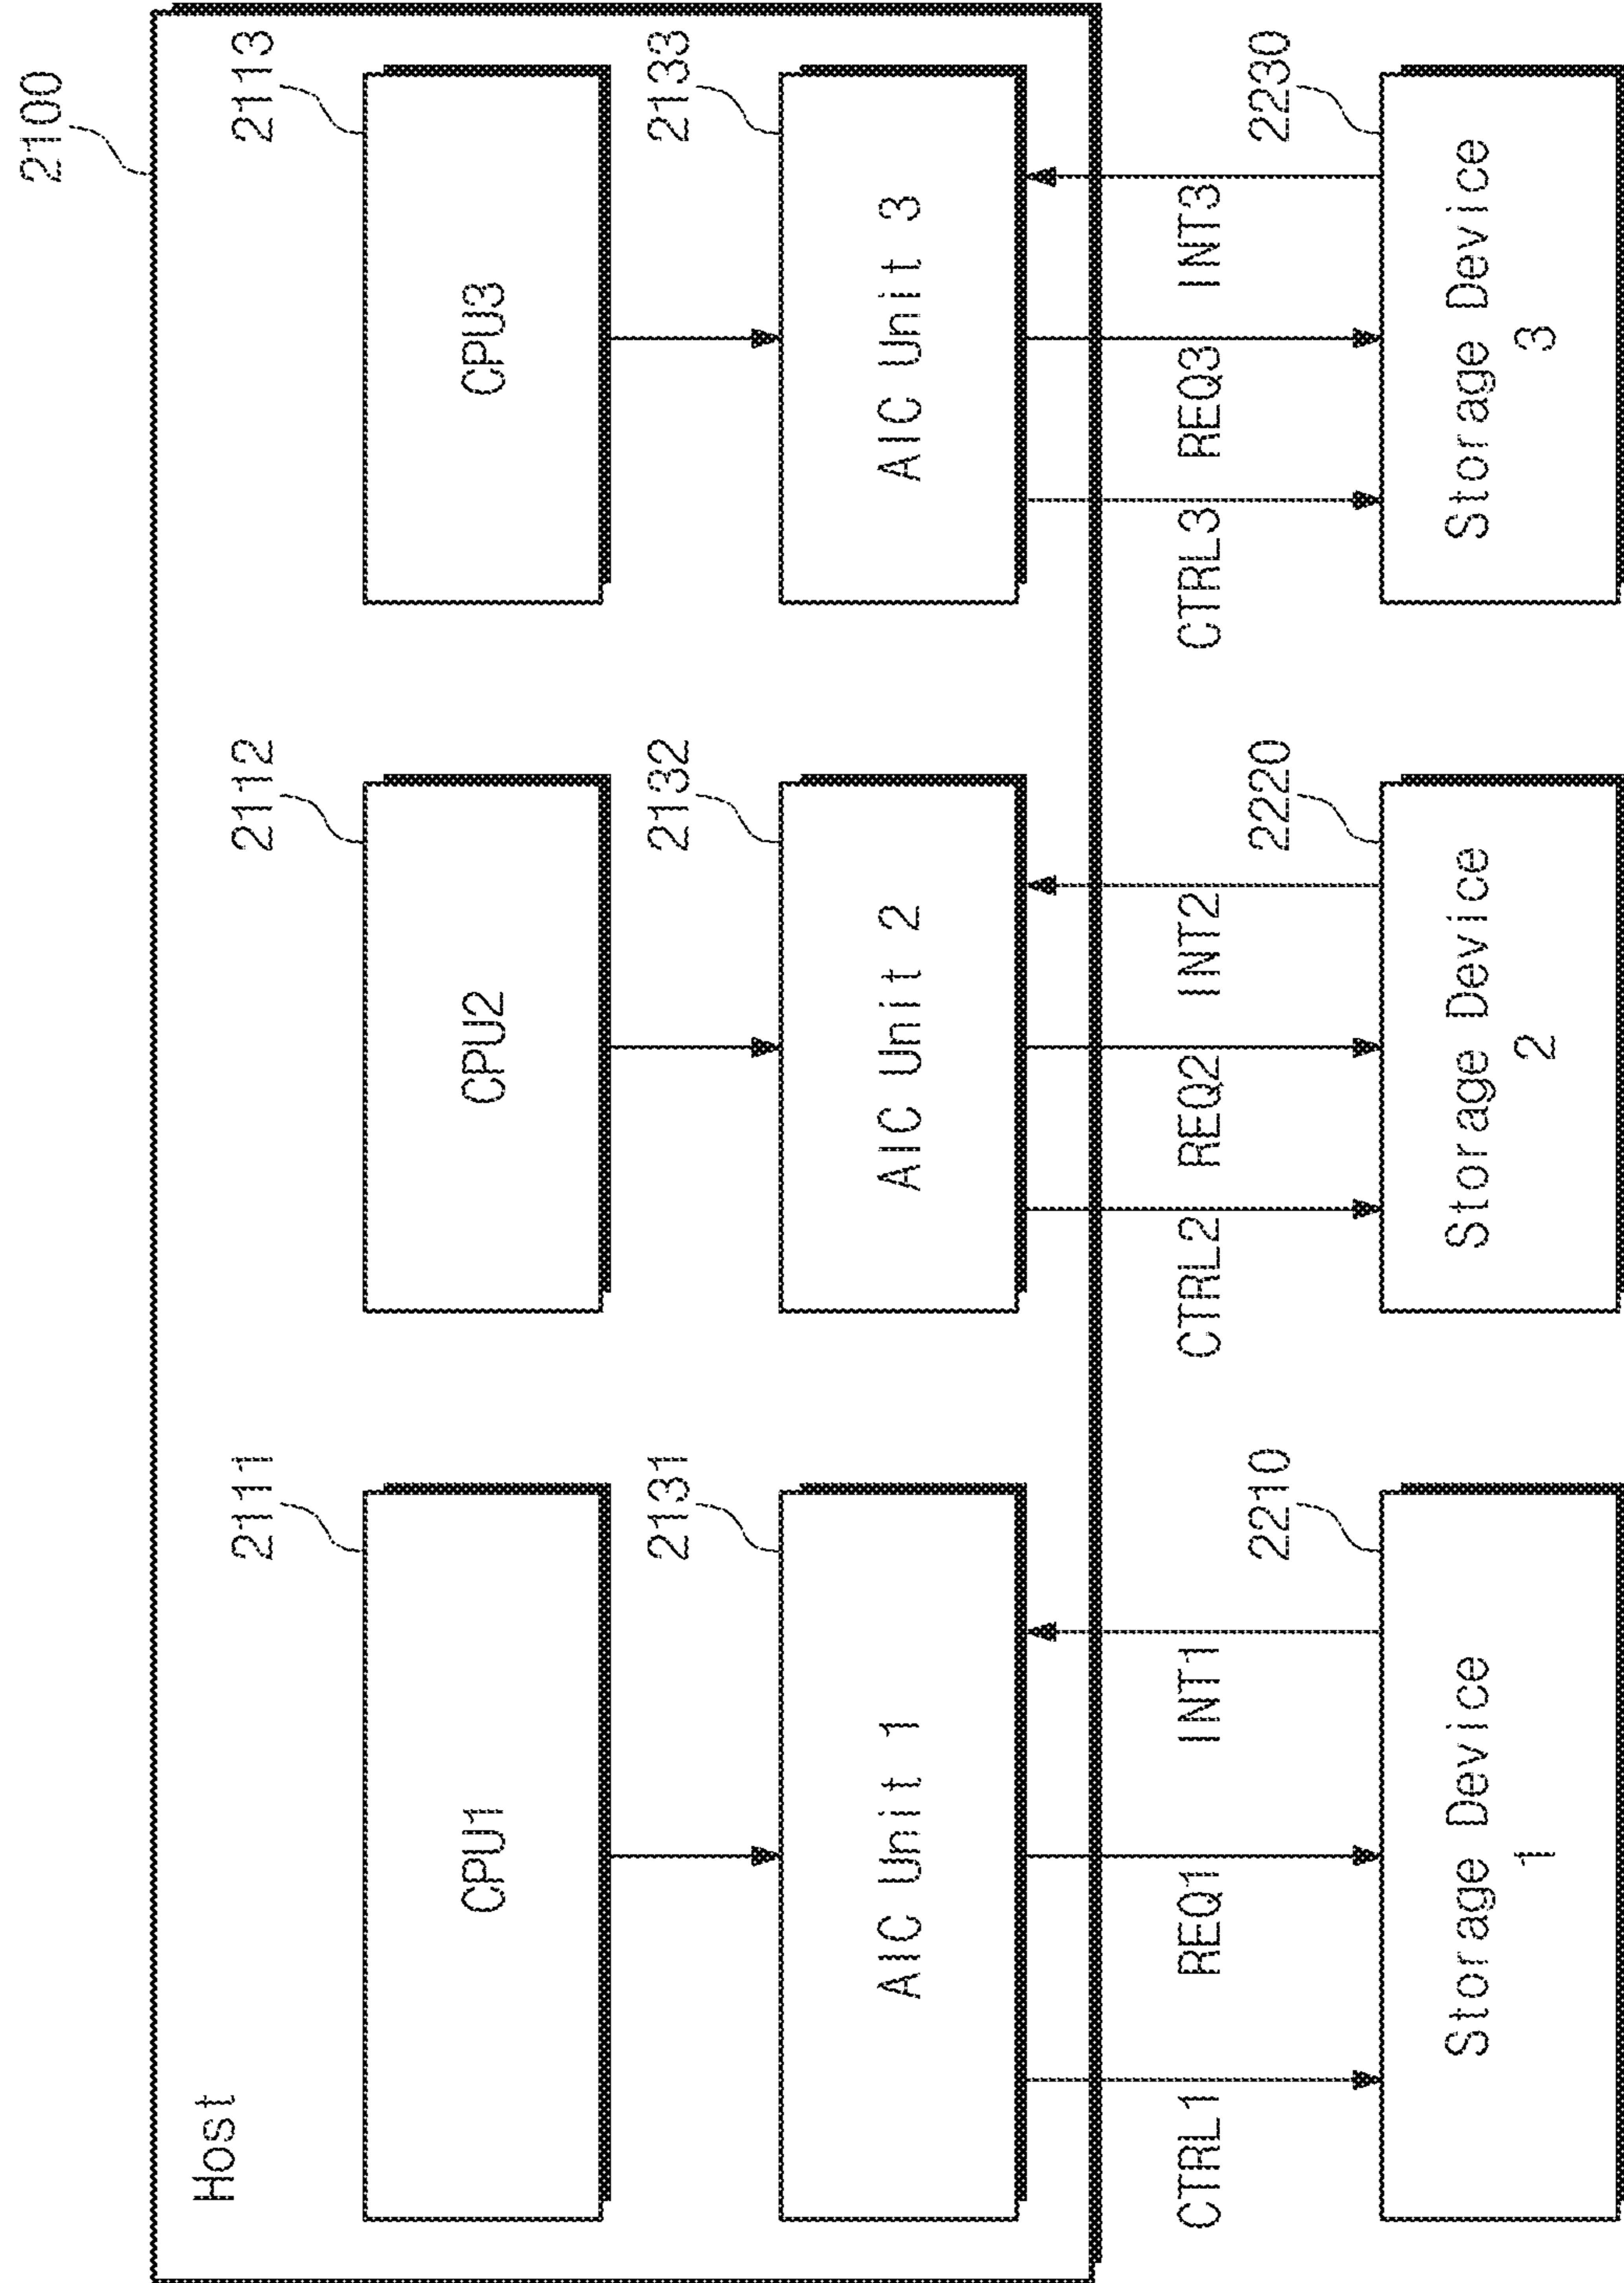 2100
Host
2111
2112
2113
CPU1
CPU2
CPU3
2131
2132
2133
AIC Unit 1
AIC Unit 2
AIC Unit 3
CTRL1
REQ1
INT1
CTRL2
REQ2
INT2
CTRL3
REQ3
INT3
2210
2220
2230
Storage Device
1
Storage Device
2
Storage Device
3